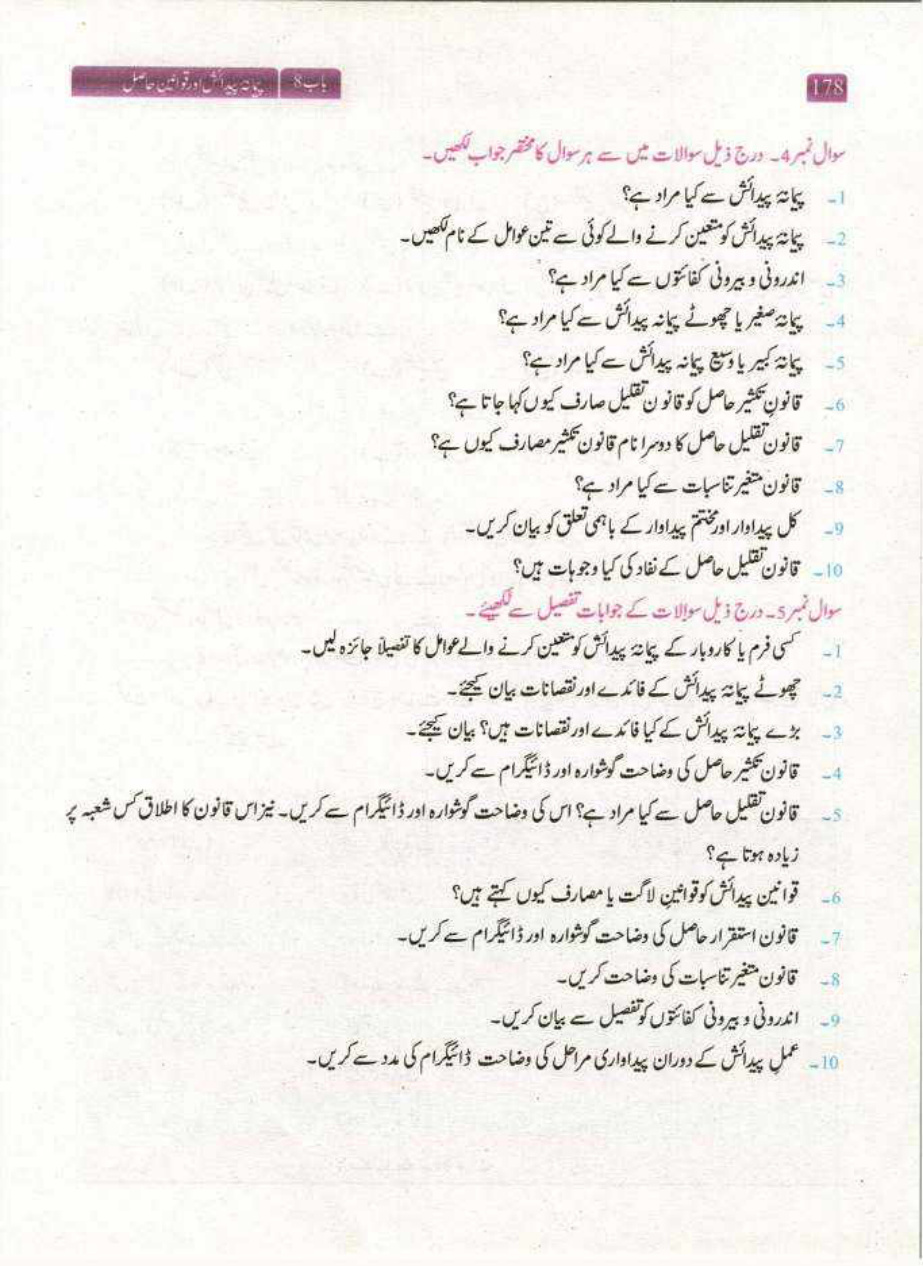 178
باب 8 پیمانہ پیدائش اور قوانین حاصل
سوال نمبر 4۔ درج ذیل سوالات میں سے ہر سوال کا مختصر جواب لکھیں۔
1۔ پیمانۂ پیدائش سے کیا مراد ہے؟
2۔ پیمانۂ پیدائش کو متعین کرنے والے کوئی سے تین عوامل کے نام لکھیں۔
3۔ اندرونی و بیرونی کفائتوں سے کیا مراد ہے؟
4۔ پیمانۂ صغیر یا چھوٹے پیمانہ پیدائش سے کیا مراد ہے؟
5۔ پیمانۂ کبیر یا وسیع پیمانہ پیدائش سے کیا مراد ہے؟
6۔ قانونِ تکثیر حاصل کو قانون تقلیل صارف کیوں کہا جاتا ہے؟
7۔ قانون تقلیل حاصل کا دوسرا نام قانون تکثیر مصارف کیوں ہے؟
8۔ قانون متغیر تناسبات سے کیا مراد ہے؟
9۔ کل پیداوار اور مختتم پیداوار کے باہمی تعلق کو بیان کریں۔
10۔ قانون تقلیل حاصل کے نفاد کی کیا وجوہات ہیں؟
سوال نمبر 5۔ درج ذیل سوالات کے جوابات تفصیل سے لکھیئے۔
1۔ کسی فرم یا کاروبار کے پیمانۂ پیدائش کو متعین کرنے والے عوامل کا تفصیلاً جائزہ لیں۔
2۔ چھوٹے پیمانۂ پیدائش کے فائدے اور نقصانات بیان کیجئے۔
3۔ بڑے پیمانۂ پیدائش کے کیا فائدے اور نقصانات ہیں؟ بیان کیجئے۔
4۔ قانون تکثیر حاصل کی وضاحت گوشوارہ اور ڈائیگرام سے کریں۔
5۔ قانون تقلیل حاصل سے کیا مراد ہے؟ اس کی وضاحت گوشوارہ اور ڈائیگرام سے کریں۔ نیز اس قانون کا اطلاق کس شعبہ پر
زیادہ ہوتا ہے؟
6۔ قوانین پیدائش کو قوانینِ لاگت یا مصارف کیوں کہتے ہیں؟
7۔ قانون استقرار حاصل کی وضاحت گوشوارہ اور ڈائیگرام سے کریں۔
8۔ قانون متغیر تناسبات کی وضاحت کریں۔
9۔ اندرونی و بیرونی کفائتوں کو تفصیل سے بیان کریں۔
10۔ عملِ پیدائش کے دوران پیداواری مراحل کی وضاحت ڈائیگرام کی مدد سے کریں۔